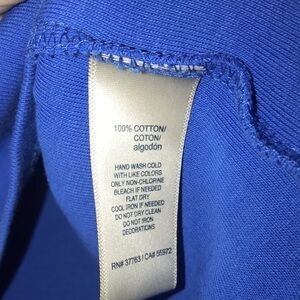 100% COTTON/
COTON/
algodón
HAND WASH COLD
WITH LIKE COLORS
ONLY NON-CHLORINE
BLEACH IF NEEDED
FLAT DRY
COOL IRON IF NEEDED
DO NOT DRY CLEAN
DO NOT IRON
DECORATIONS
RN# 37763 / CA# 56972